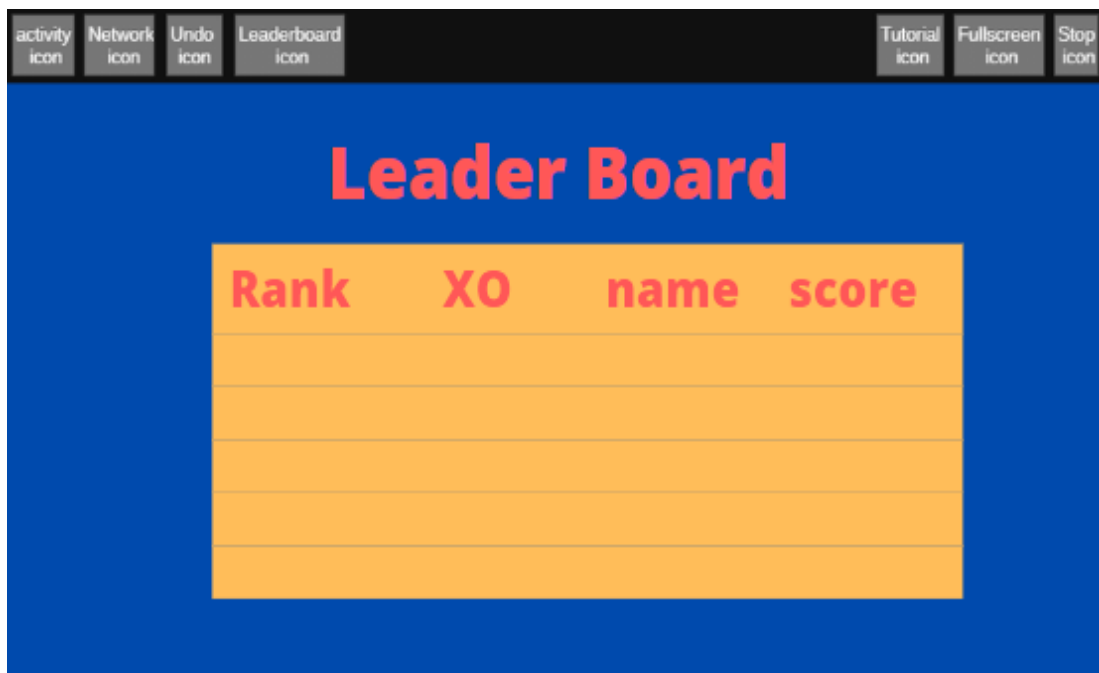 activity Network Undo Leaderboard Tutorial Fullscreen Stop
icon icon icon icon icon icon icon
Leader Board
Rank XO name score